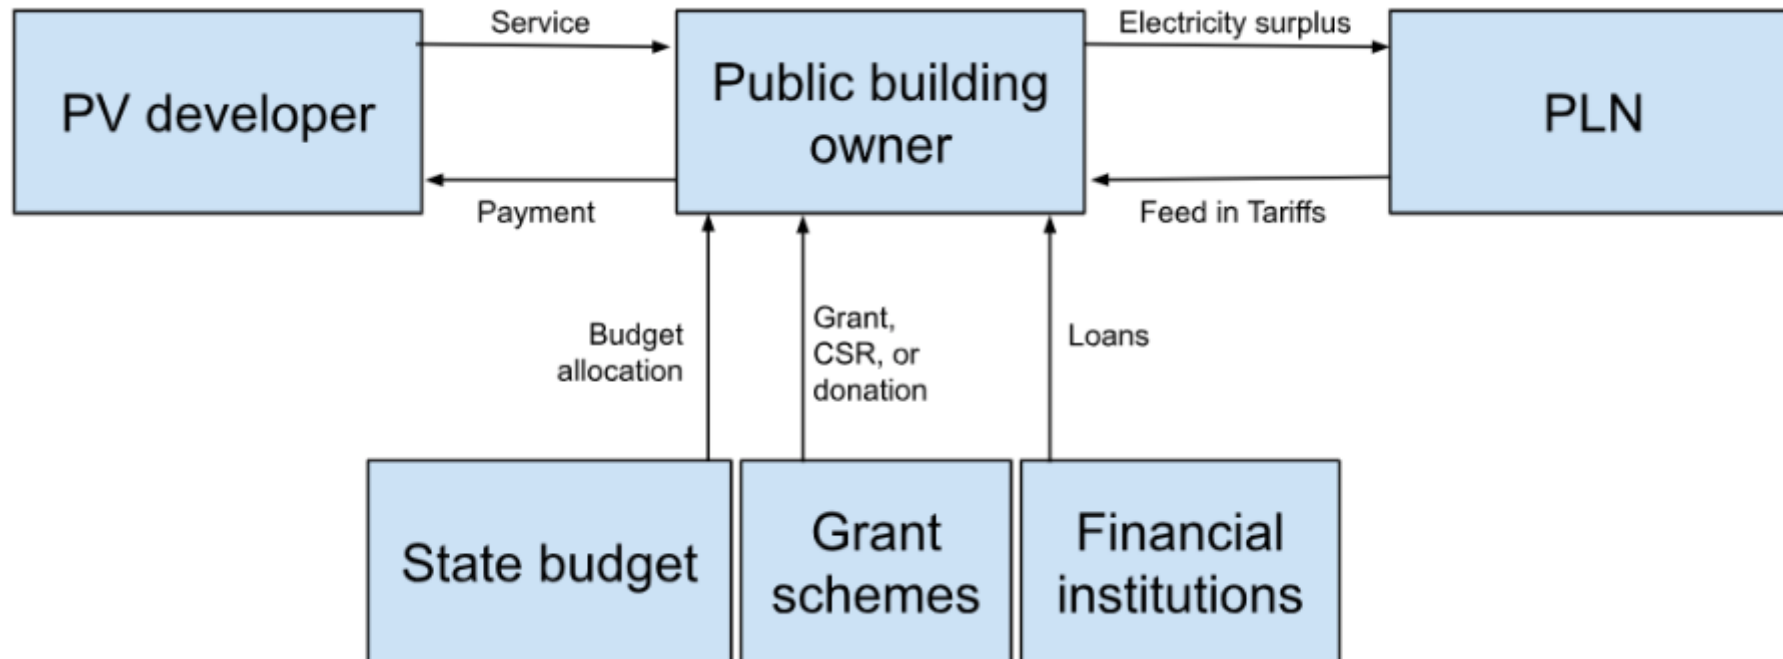 Service
Electricity surplus
PV developer
Public building
owner
PLN
Payment
Feed in Tariffs
Budget
allocation
Grant,
CSR, or
donation
Loans
State budget
Grant
schemes
Financial
institutions